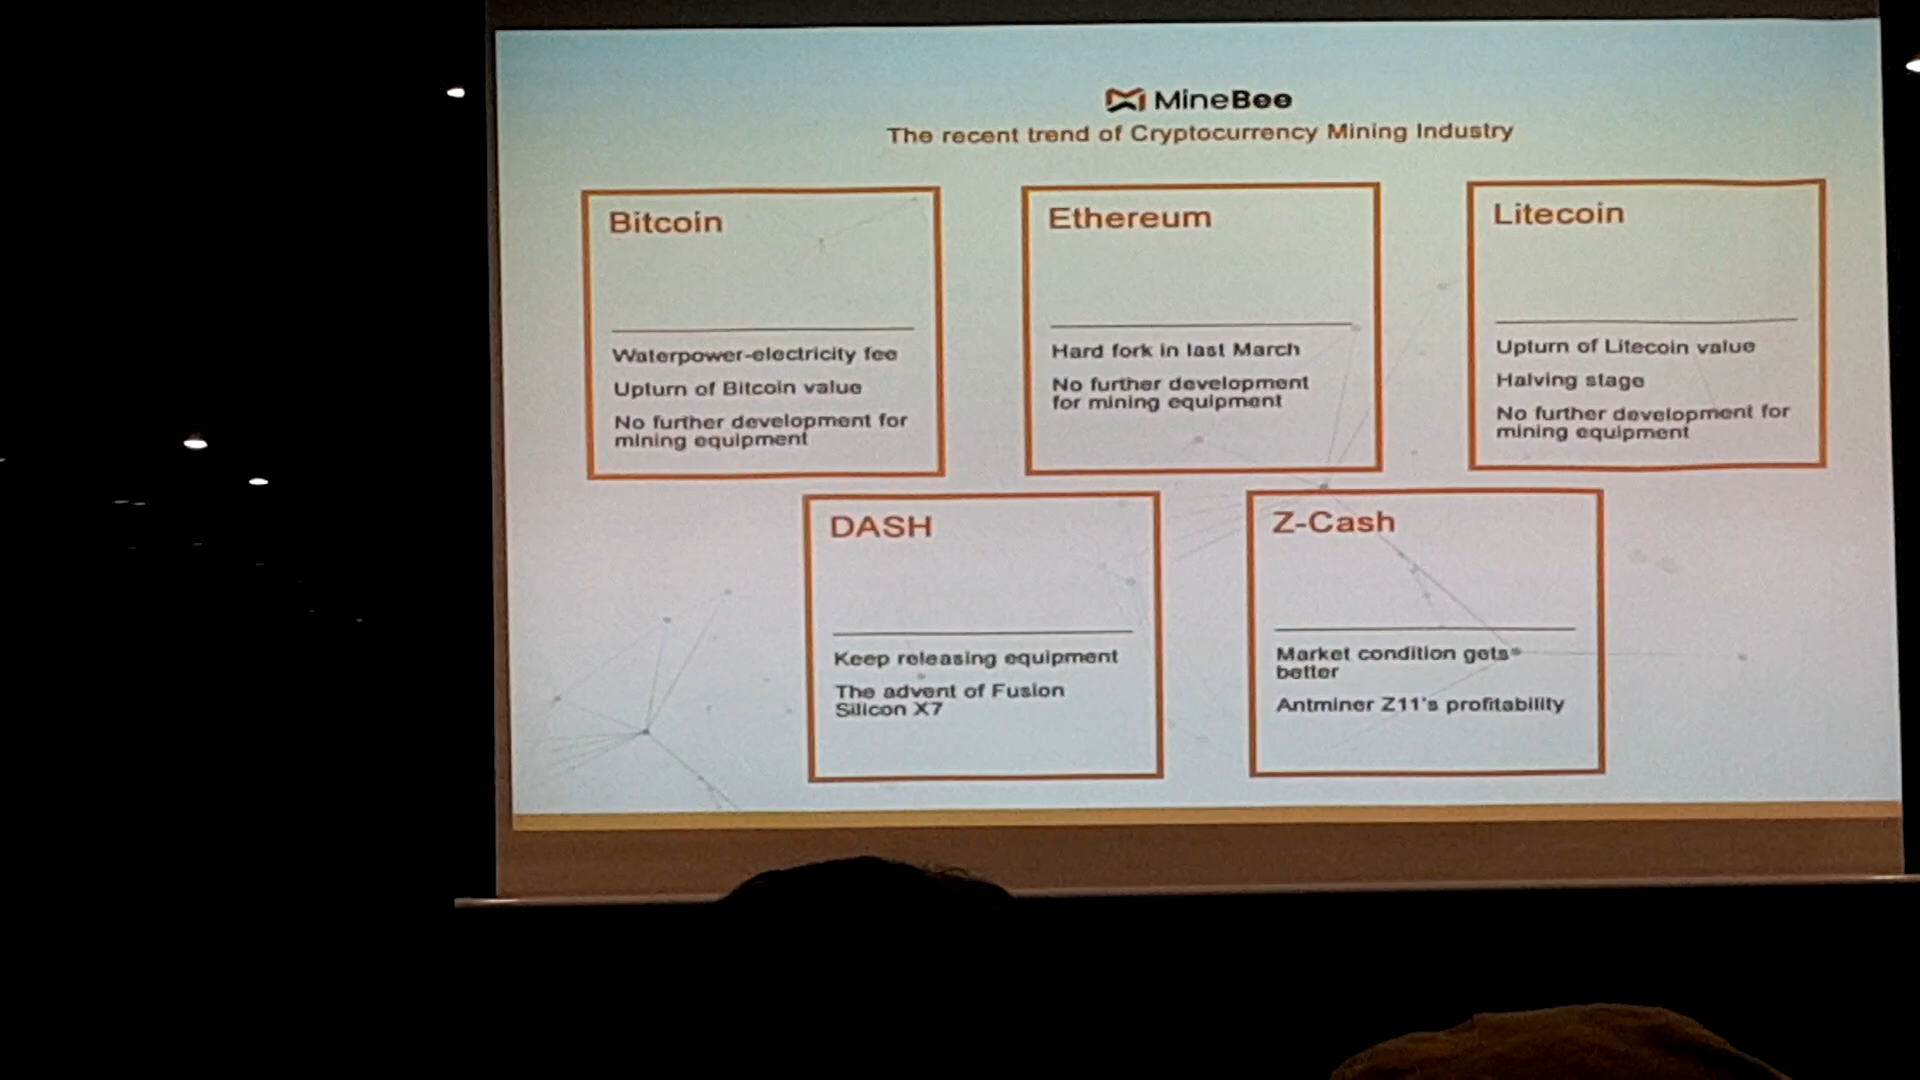 MineBee
The recent trend of Cryptocurrency Mining Industry
Bitcoin
Waterpower-electricity fee
Upturn of Bitcoin value
No further development for
mining equipment
Ethereum
Hard fork in last March
No further development
for mining equipment
Litecoin
Upturn of Litecoin value
Halving stage
No further development for
mining equipment
DASH
Keep releasing equipment
The advent of Fusion
Silicon X7
Z-Cash
Market condition gets
better
Antminer Z11's profitability